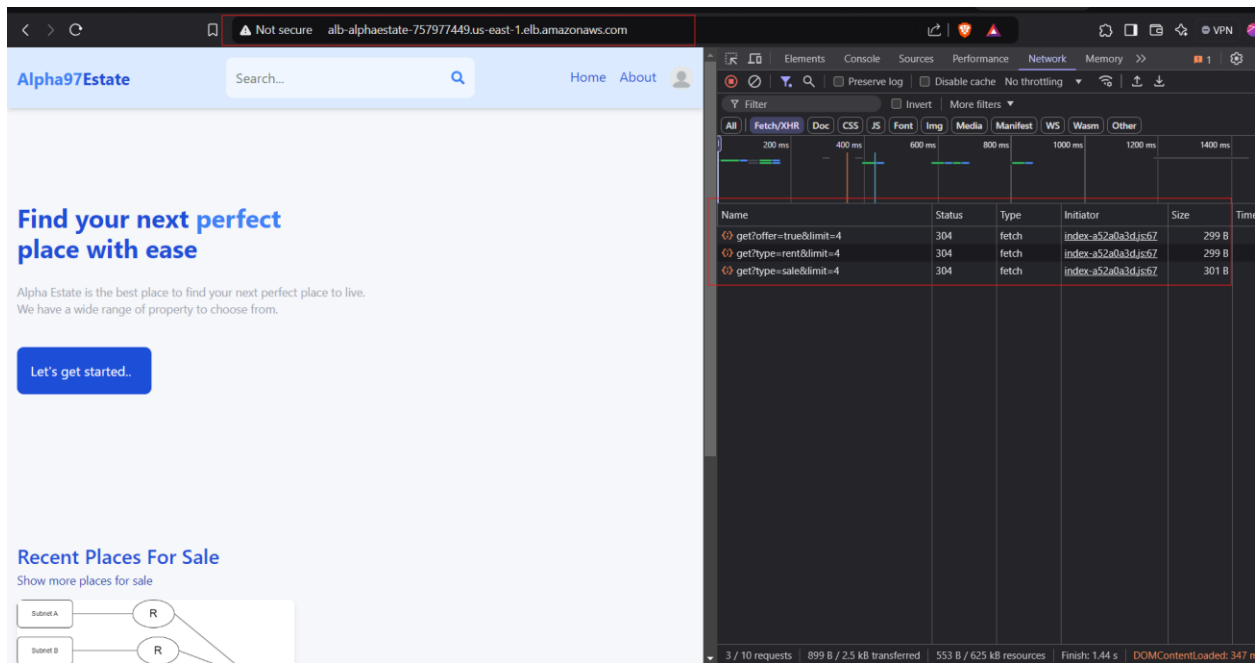 Not secure alb-alphaestate-757977449.us-east-1.elb.amazonaws.com
VPN
Alpha97Estate
Search...
Home About
Find your next perfect
place with ease
Alpha Estate is the best place to find your next perfect place to live.
We have a wide range of property to choose from.
Let's get started..
Recent Places For Sale
Show more places for sale
Subnet A
R
Subnet B
R
Elements Console Sources Performance Network Memory 1
Preserve log Disable cache No throttling
Filter Invert More filters
All Fetch/XHR Doc CSS JS Font Img Media Manifest WS Wasm Other
200 ms 400 ms 600 ms 800 ms 1000 ms 1200 ms 1400 ms
Name Status Type Initiator Size Time
get?offer=true&limit=4 304 fetch index-a52a0a3d.js:67 299 B
get?type=rent&limit=4 304 fetch index-a52a0a3d.js:67 299 B
get?type=sale&limit=4 304 fetch index-a52a0a3d.js:67 301 B
3 / 10 requests 899 B / 2.5 kB transferred 553 B / 625 kB resources Finish: 1.44 s DOMContentLoaded: 347 m